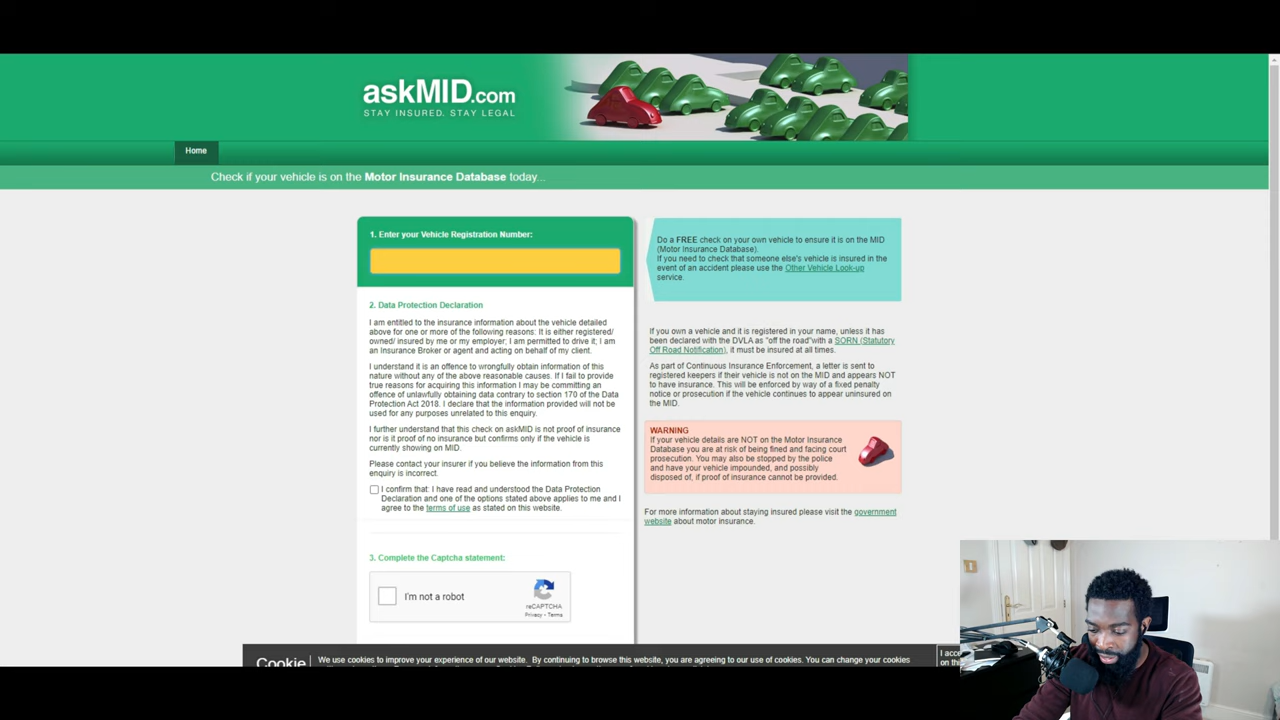 askMID.com
STAY INSURED. STAY LEGAL
Home
Check if your vehicle is on the Motor Insurance Database today...
1. Enter your Vehicle Registration Number:
2. Data Protection Declaration
I am entitled to the insurance information about the vehicle detailed
above for one or more of the following reasons: It is either registered/
owned/ insured by me or my employer; I am permitted to drive it; I am
an Insurance Broker or agent and acting on behalf of my client.
I understand it is an offence to wrongfully obtain information of this
nature without any of the above reasonable causes. If I fail to provide
true reasons for acquiring this information I may be committing an
offence of unlawfully obtaining data contrary to section 170 of the Data
Protection Act 2018. I declare that the information provided will not be
used for any purposes unrelated to this enquiry.
I further understand that this check on askMID is not proof of insurance
nor is it proof of no insurance but confirms only if the vehicle is
currently showing on MID.
Please contact your insurer if you believe the information from this
enquiry is incorrect.
I confirm that: I have read and understood the Data Protection
Declaration and one of the options stated above applies to me and I
agree to the terms of use as stated on this website.
3. Complete the Captcha statement:
I'm not a robot
reCAPTCHA
Privacy - Terms
Do a FREE check on your own vehicle to ensure it is on the MID
(Motor Insurance Database).
If you need to check that someone else's vehicle is insured in the
event of an accident please use the Other Vehicle Look-up
service.
If you own a vehicle and it is registered in your name, unless it has
been declared with the DVLA as "off the road"with a SORN (Statutory
Off Road Notification), it must be insured at all times.
As part of Continuous Insurance Enforcement, a letter is sent to
registered keepers if their vehicle is not on the MID and appears NOT
to have insurance. This will be enforced by way of a fixed penalty
notice or prosecution if the vehicle continues to appear uninsured on
the MID.
WARNING
If your vehicle details are NOT on the Motor Insurance
Database you are at risk of being fined and facing court
prosecution. You may also be stopped by the police
and have your vehicle impounded, and possibly
disposed of, if proof of insurance cannot be provided.
For more information about staying insured please visit the government
website about motor insurance.
Cookie
We use cookies to improve your experience of our website. By continuing to browse this website, you are agreeing to our use of cookies. You can change your cookies
I acce
on th